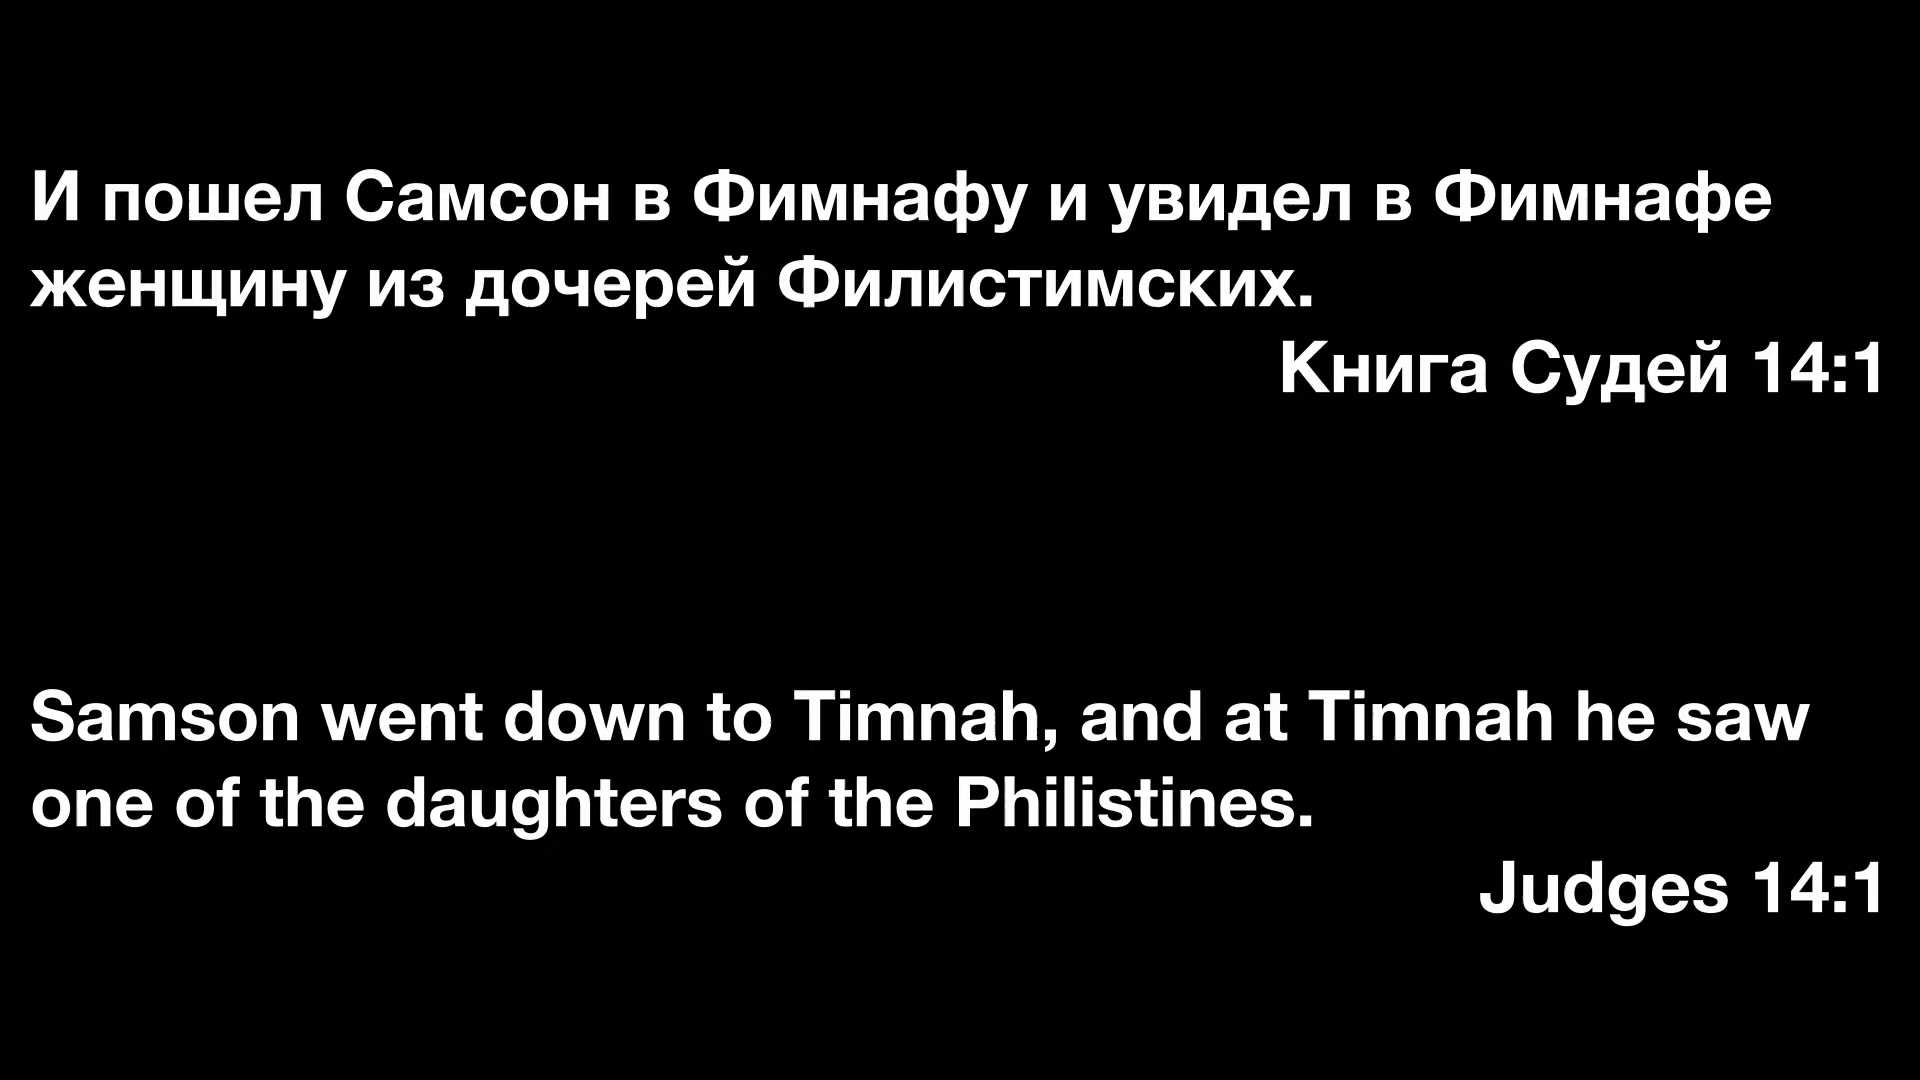 И пошел Самсон в Фимнафу и увидел в Фимнафе
женщину из дочерей Филистимских.
Книга Судей 14:1
Samson went down to Timnah, and at Timnah he saw
one of the daughters of the Philistines.
Judges 14:1